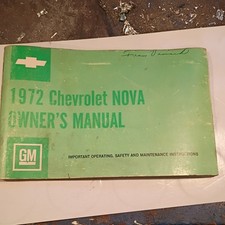 1972 Chevrolet NOVA
OWNER'S MANUAL
GM
IMPORTANT OPERATING, SAFETY AND MAINTENANCE INSTRUCTIONS